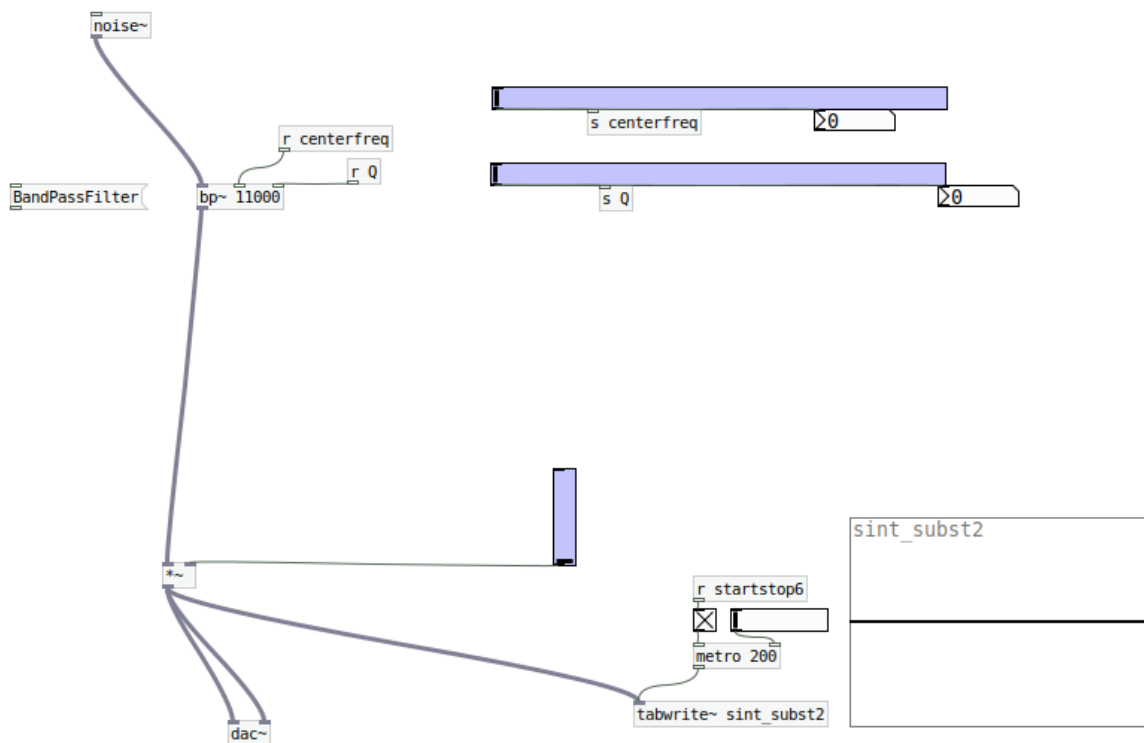 noise~
r centerfreq
s centerfreq
0
r Q
BandPassFilter
bp~ 11000
s Q
0
*~
sint_subst2
r startstop6
metro 200
tabwrite~ sint_subst2
dac~